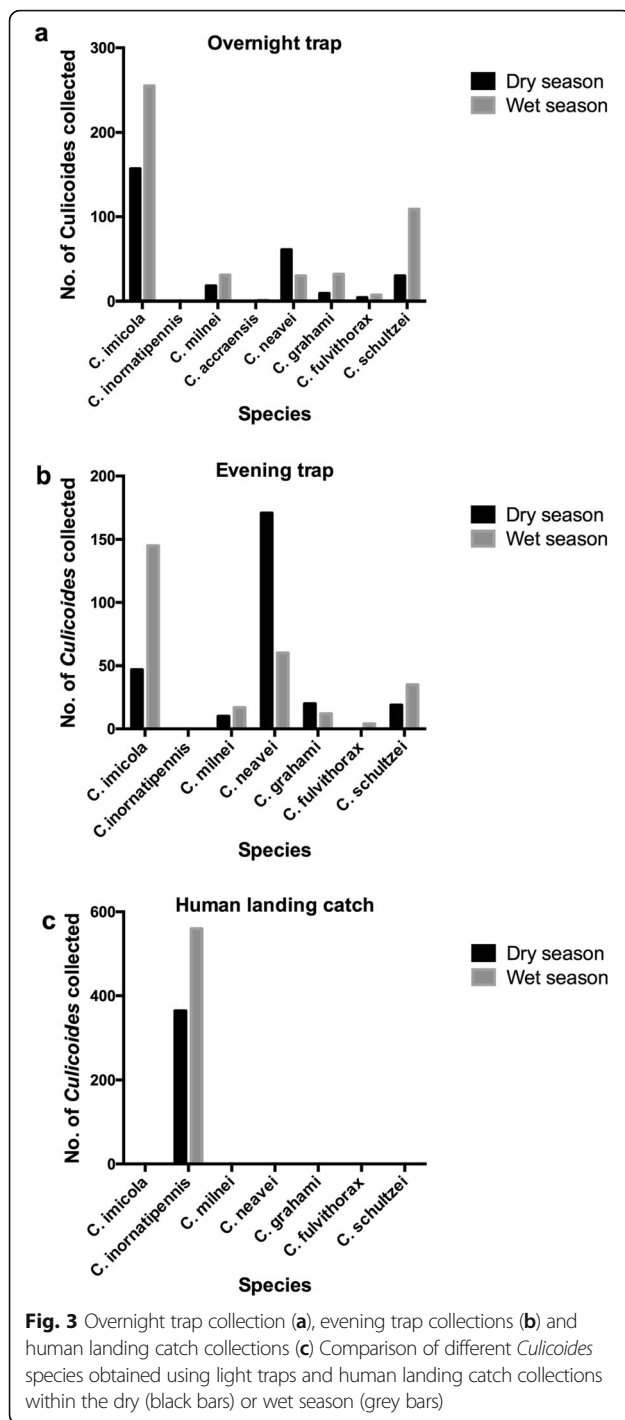 a
Overnight trap
300
200
100
0
No. of Culicoides collected
Dry season
Wet season
C. imicola
C. inornatipennis
C. milnei
C. accraensis
C. neavei
C. grahami
C. fulvithorax
C. schultzei
Species
b
Evening trap
200
150
100
50
0
No. of Culicoides collected
Dry season
Wet season
C. imicola
C.inornatipennis
C. milnei
C. neavei
C. grahami
C. fulvithorax
C. schultzei
Species
c
Human landing catch
600
400
200
0
No. of Culicoides collected
Dry season
Wet season
C. imicola
C. inornatipennis
C. milnei
C. neavei
C. grahami
C. fulvithorax
C. schultzei
Species
Fig. 3 Overnight trap collection (a), evening trap collections (b) and
human landing catch collections (c) Comparison of different Culicoides
species obtained using light traps and human landing catch collections
within the dry (black bars) or wet season (grey bars)